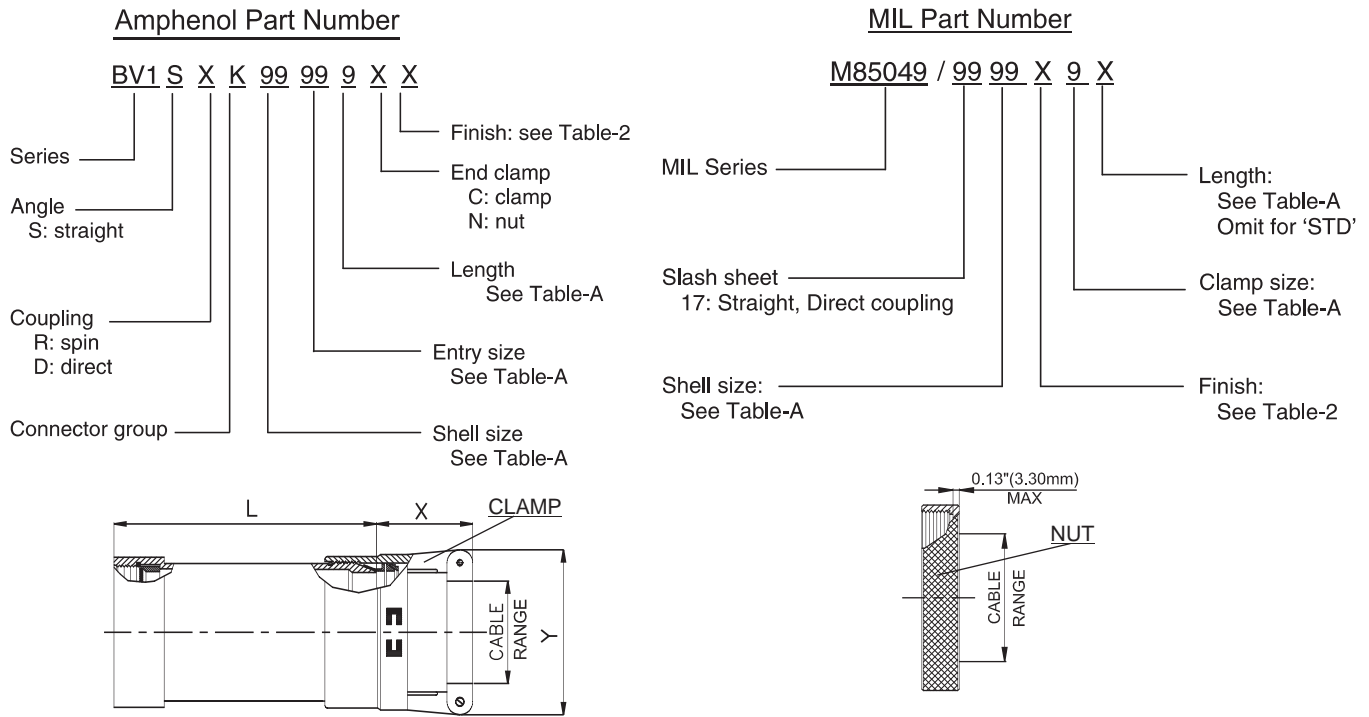 Amphenol Part Number
BV1 S X K 99 99 9 X X
Series
Angle
S: straight
Coupling
R: spin
D: direct
Connector group
Finish: see Table-2
End clamp
C: clamp
N: nut
Length
See Table-A
Entry size
See Table-A
Shell size
See Table-A
MIL Part Number
M85049 / 99 99 X 9 X
MIL Series
Slash sheet
17: Straight, Direct coupling
Shell size:
See Table-A
Length:
See Table-A
Omit for ‘STD’
Clamp size:
See Table-A
Finish:
See Table-2
L
X
CLAMP
CABLE
RANGE
Y
0.13"(3.30mm)
MAX
NUT
CABLE
RANGE